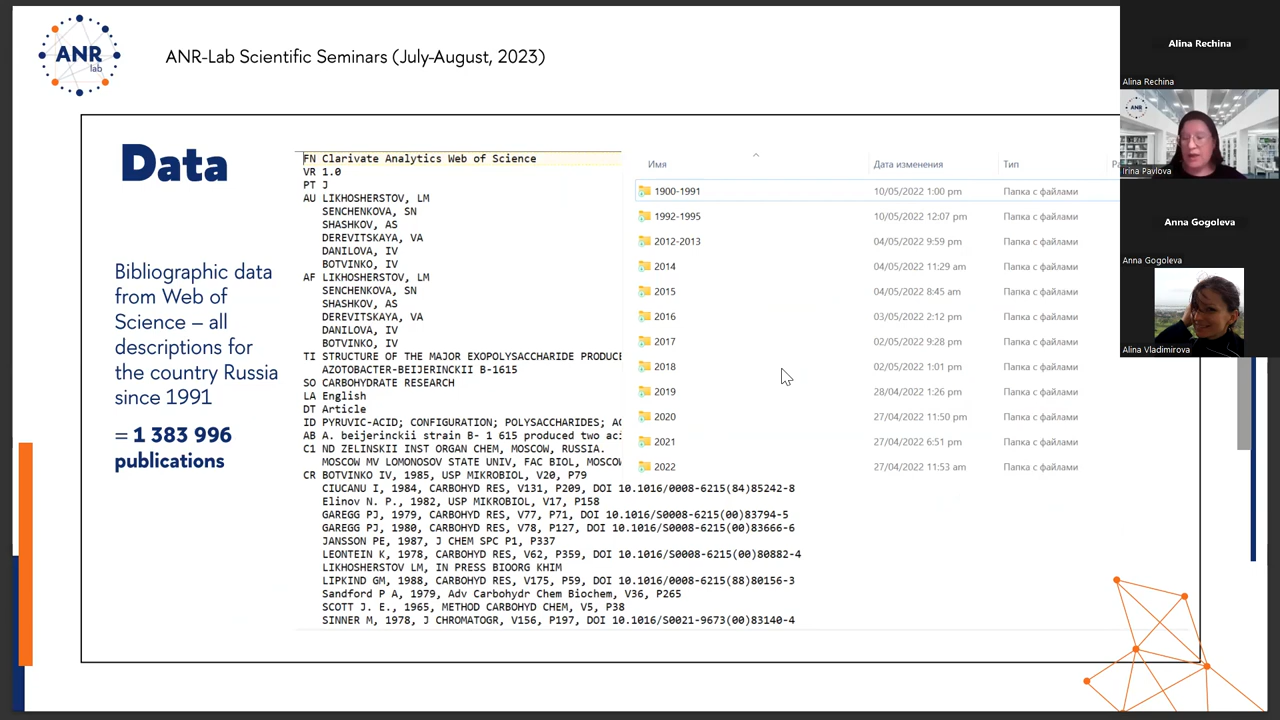 ANR
lab
ANR-Lab Scientific Seminars (July-August, 2023)
Data
Bibliographic data
from Web of
Science – all
descriptions for
the country Russia
since 1991
= 1 383 996
publications
FN Clarivate Analytics Web of Science
VR 1.0
PT J
AU LIKHOSHERSTOV, LM
SENCHENKOVA, SN
SHASHKOV, AS
DEREVITSKAYA, VA
DANILOVA, IV
BOTVINKO, IV
AF LIKHOSHERSTOV, LM
SENCHENKOVA, SN
SHASHKOV, AS
DEREVITSKAYA, VA
DANILOVA, IV
BOTVINKO, IV
TI STRUCTURE OF THE MAJOR EXOPOLYSACCHARIDE PRODUCE
AZOTOBACTER-BEIJERINCKII B-1615
SO CARBOHYDRATE RESEARCH
LA English
DT Article
ID PYRUVIC-ACID; CONFIGURATION; POLYSACCHARIDES; AC
AB A. beijerinckii strain B- 1 615 produced two aci
C1 ND ZELINSKII INST ORGAN CHEM, MOSCOW, RUSSIA.
MOSCOW MV LOMONOSOV STATE UNIV, FAC BIOL, MOSCOW
CR BOTVINKO IV, 1985, USP MIKROBIOL, V20, P79
CIUCANU I, 1984, CARBOHYD RES, V131, P209, DOI 10.1016/0008-6215(84)85242-8
Elinov N. P., 1982, USP MIKROBIOL, V17, P158
GAREGG PJ, 1979, CARBOHYD RES, V77, P71, DOI 10.1016/S0008-6215(00)83794-5
GAREGG PJ, 1980, CARBOHYD RES, V78, P127, DOI 10.1016/S0008-6215(00)83666-6
JANSSON PE, 1987, J CHEM SPC P1, P337
LEONTEIN K, 1978, CARBOHYD RES, V62, P359, DOI 10.1016/S0008-6215(00)80882-4
LIKHOSHERSTOV LM, IN PRESS BIOORG KHIM
LIPKIND GM, 1988, CARBOHYD RES, V175, P59, DOI 10.1016/0008-6215(88)80156-3
Sandford P A, 1979, Adv Carbohydr Chem Biochem, V36, P265
SCOTT J. E., 1965, METHOD CARBOHYD CHEM, V5, P38
SINNER M, 1978, J CHROMATOGR, V156, P197, DOI 10.1016/S0021-9673(00)83140-4
Имя Дата изменения Тип Ра
1900-1991 10/05/2022 1:00 pm Папка с файлами
1992-1995 10/05/2022 12:07 pm Папка с файлами
2012-2013 04/05/2022 9:59 pm Папка с файлами
2014 04/05/2022 11:29 am Папка с файлами
2015 04/05/2022 8:45 am Папка с файлами
2016 03/05/2022 2:12 pm Папка с файлами
2017 02/05/2022 9:28 pm Папка с файлами
2018 02/05/2022 1:01 pm Папка с файлами
2019 28/04/2022 1:26 pm Папка с файлами
2020 27/04/2022 11:50 pm Папка с файлами
2021 27/04/2022 6:51 pm Папка с файлами
2022 27/04/2022 11:53 am Папка с файлами
Alina Rechina
Alina Rechina
ANR
Irina Pavlova
Anna Gogoleva
Anna Gogoleva
Alina Vladimirova